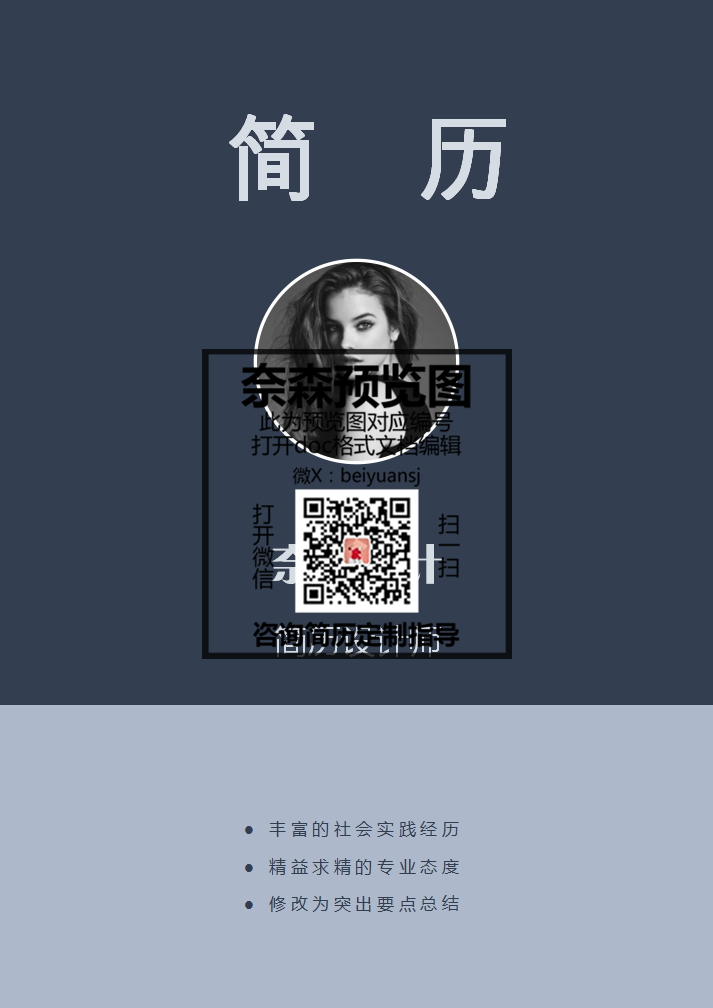 简 历
奈森预览图
此为预览图对应编号
打开doc格式文档编辑
微X：beiyuansj
打开微信
扫一扫
咨询简历定制指导
简历设计师
丰富的社会实践经历
精益求精的专业态度
修改为突出要点总结